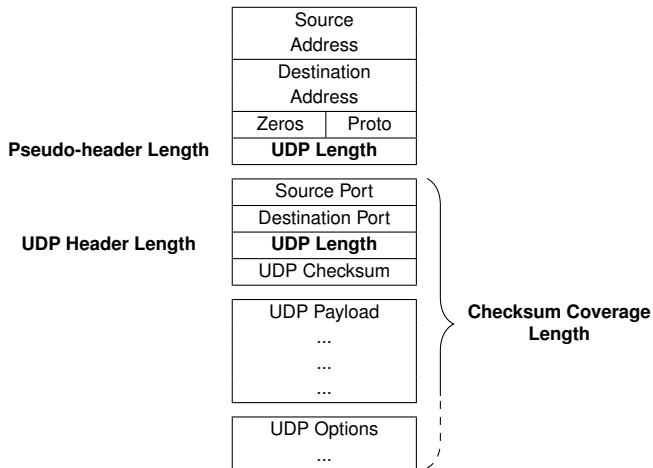 Source
Address
Destination
Address
Zeros Proto
Pseudo-header Length UDP Length
Source Port
Destination Port
UDP Header Length UDP Length
UDP Checksum
UDP Payload
...
...
...
Checksum Coverage
Length
UDP Options
...